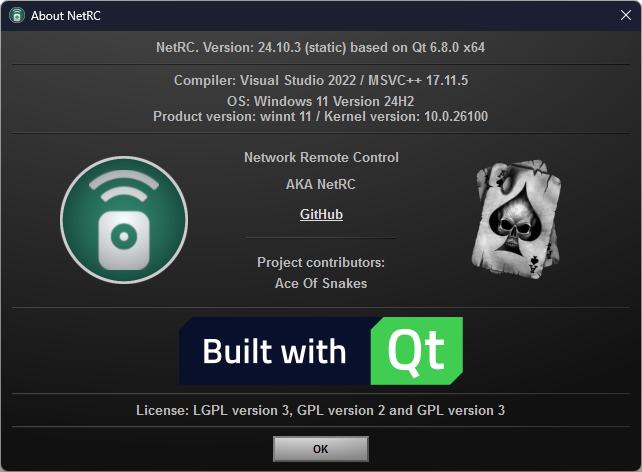 About NetRC
NetRC. Version: 24.10.3 (static) based on Qt 6.8.0 x64
Compiler: Visual Studio 2022 / MSVC++ 17.11.5
OS: Windows 11 Version 24H2
Product version: winnt 11 / Kernel version: 10.0.26100
Network Remote Control
AKA NetRC
GitHub
Project contributors:
Ace Of Snakes
Built with Qt
License: LGPL version 3, GPL version 2 and GPL version 3
OK